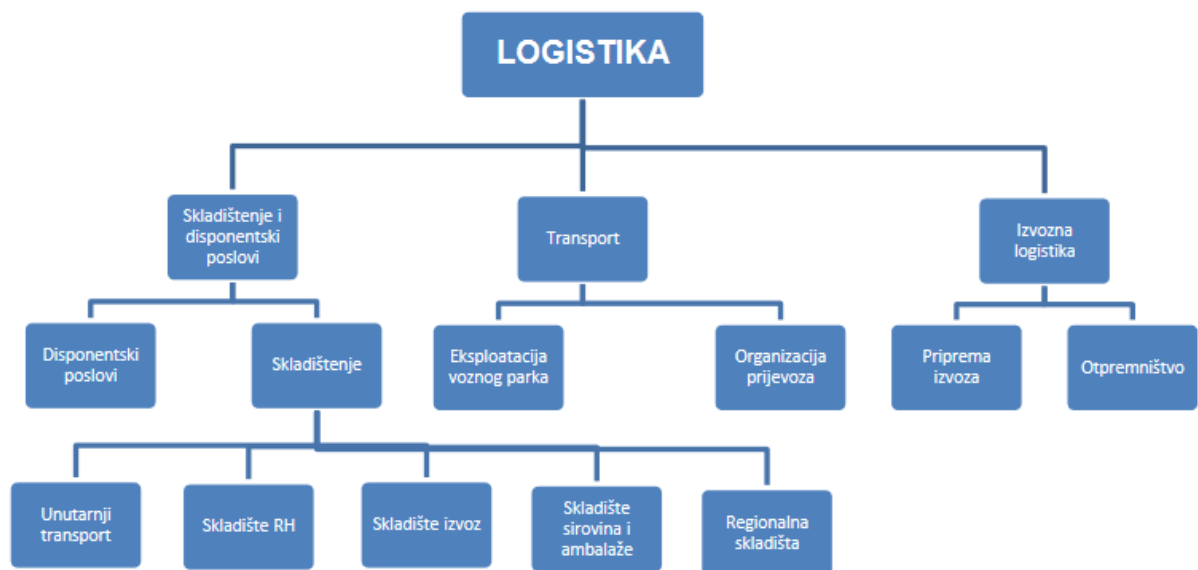 LOGISTIKA
Skladištenje i
disponentski
poslovi
Transport
Izvozna
logistika
Disponentski
poslovi
Skladištenje
Eksploatacija
voznog parka
Organizacija
prijevoza
Priprema
izvoza
Otpremništvo
Unutarnji
transport
Skladište RH
Skladište izvoz
Skladište
sirovina i
ambalaže
Regionalna
skladišta